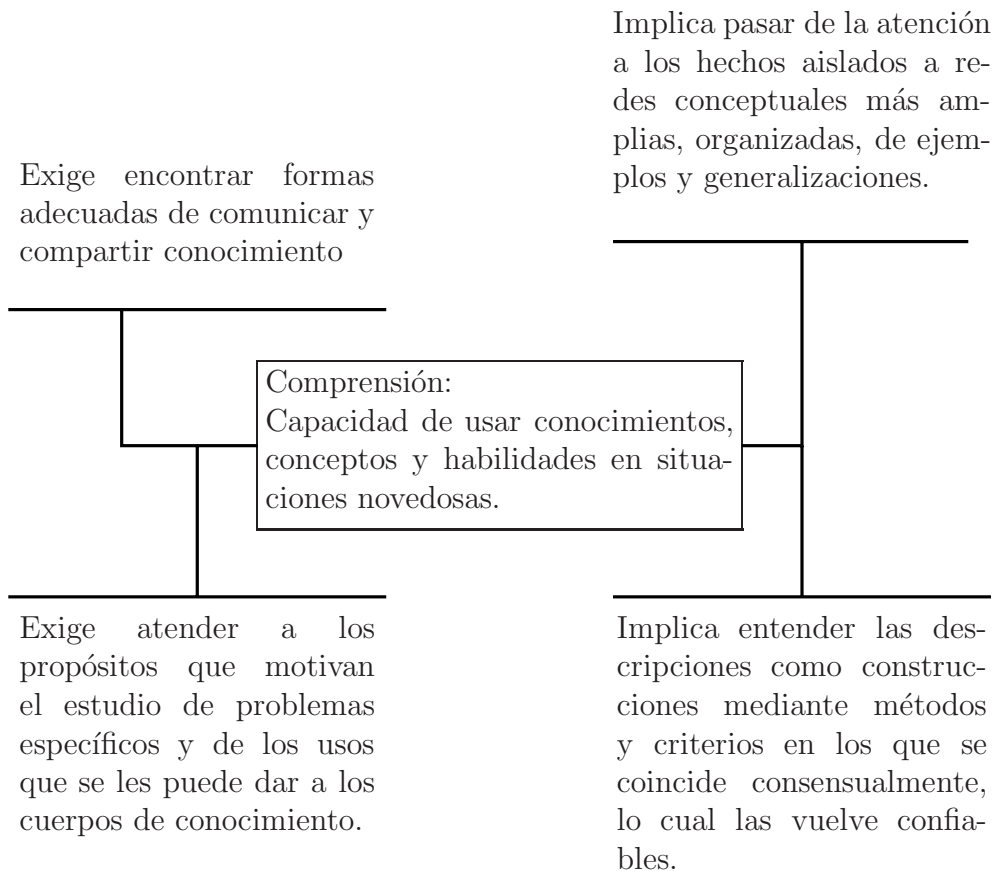 Implica pasar de la atención
a los hechos aislados a re-
des conceptuales más am-
plias, organizadas, de ejem-
plos y generalizaciones.
Exige encontrar formas
adecuadas de comunicar y
compartir conocimiento
Comprensión:
Capacidad de usar conocimientos,
conceptos y habilidades en situa-
ciones novedosas.
Exige atender a los
propósitos que motivan
el estudio de problemas
específicos y de los usos
que se les puede dar a los
cuerpos de conocimiento.
Implica entender las des-
cripciones como construc-
ciones mediante métodos
y criterios en los que se
coincide consensualmente,
lo cual las vuelve confia-
bles.